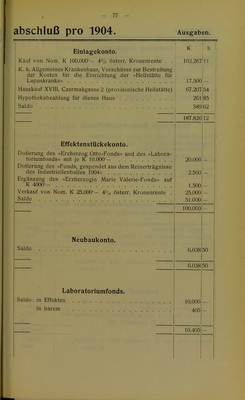 — 77 —
abschluß pro 1904.
Ausgaben.
K h
Einlagekonto.
Kauf von Nom. K 100.000— 4% österr. Kronenrente 102.267 11
K. k. Allgemeines Krankenhaus, Vorschüsse zur Bestreitung
der Kosten für die Einrichtung der »Heilstätte für
Lupuskranke« 17.500 —
Hauskauf XVIII. Czermakgasse 2 (provisorische Heilstätte) 67.207 54
Hypothekabzahlung für dieses Haus 261 85
Saldo 589 62
187.826 12
Effektenstückekonto.
Dotierung des »Erzherzog Otto-Fonds« und des »Labora-
toriumfonds« mit je K 10.000— 20.000 —
Dotierung des »Fonds, gespendet aus dem Reinerträgnisse
des Industriellenballes 1904« 2.500 —
Ergänzung des »Erzherzogin Marie Valerie-Fonds« auf
K 4000— 1.500 —
Verkauf von Nom. K 25.000— 4% österr. Kronenrente 25.000 —
Saldo 51.000 —
100.000 —
Neubaukonto.
Saldo 6.038 50
6.038 50
Laboratoriumfonds.
Saldo: in Effekten 10.000 —
in barem 405 —
10.405 —